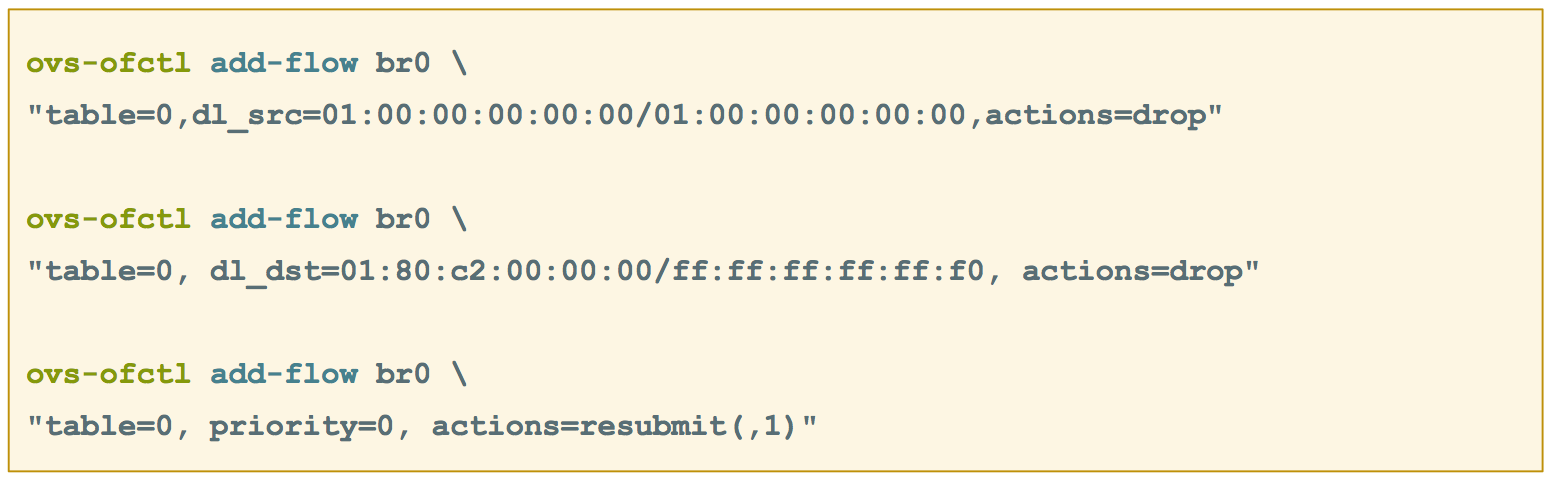 ovs-ofctl add-flow br0 \
"table=0,dl_src=01:00:00:00:00:00/01:00:00:00:00:00,actions=drop"
ovs-ofctl add-flow br0 \
"table=0, dl_dst=01:80:c2:00:00:00/ff:ff:ff:ff:ff:f0, actions=drop"
ovs-ofctl add-flow br0 \
"table=0, priority=0, actions=resubmit(,1)"